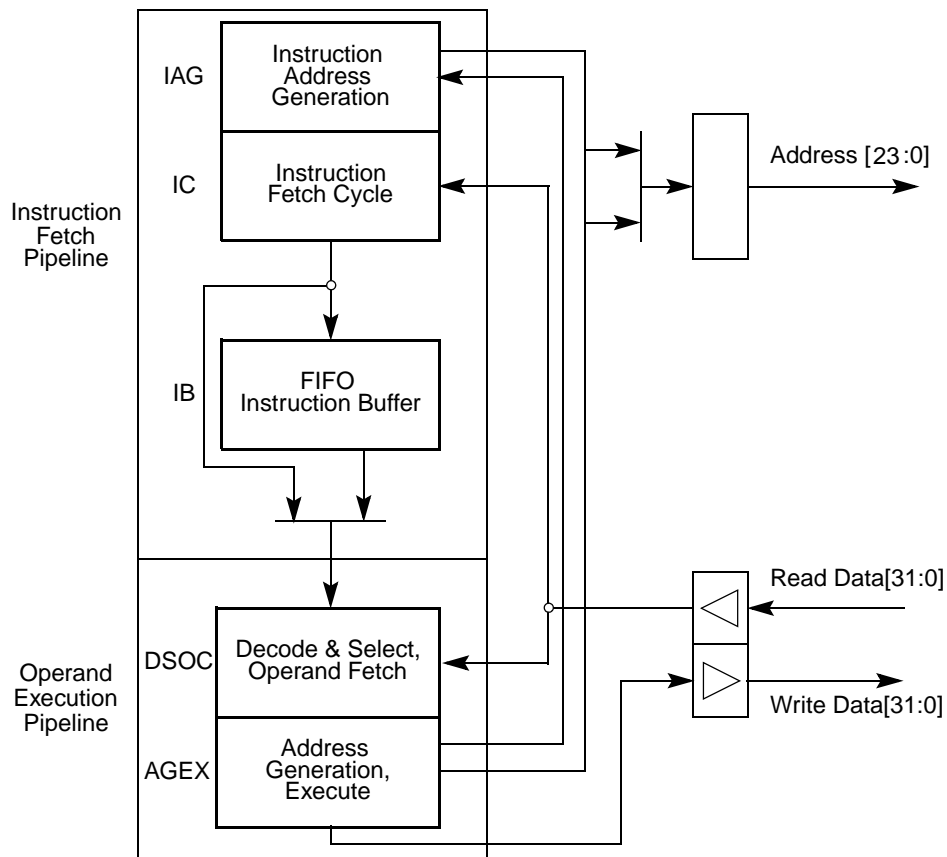 IAG
Instruction
Address
Generation
IC
Instruction
Fetch Cycle
Address [23:0]
Instruction
Fetch
Pipeline
IB
FIFO
Instruction Buffer
Read Data[31:0]
DSOC
Decode & Select,
Operand Fetch
Operand
Execution
Pipeline
Write Data[31:0]
AGEX
Address
Generation,
Execute